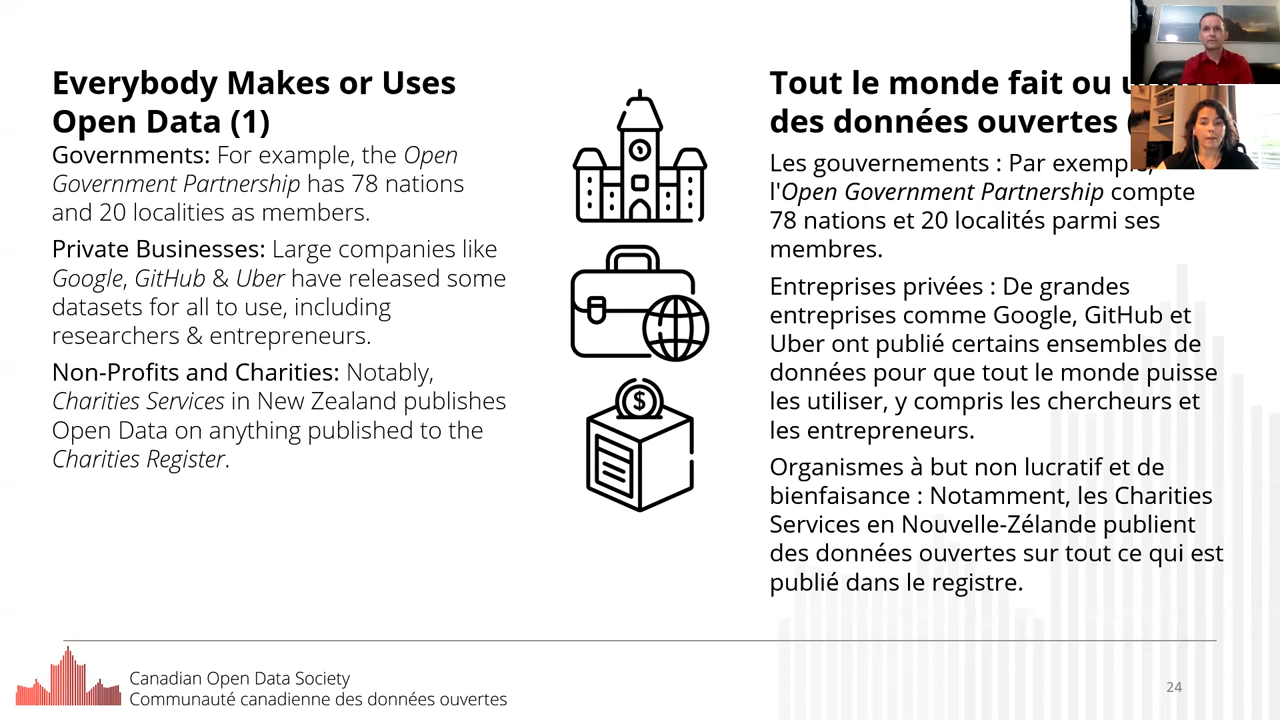 Everybody Makes or Uses
Open Data (1)
Governments: For example, the Open
Government Partnership has 78 nations
and 20 localities as members.
Private Businesses: Large companies like
Google, GitHub & Uber have released some
datasets for all to use, including
researchers & entrepreneurs.
Non-Profits and Charities: Notably,
Charities Services in New Zealand publishes
Open Data on anything published to the
Charities Register.
$
Tout le monde fait ou
des données ouvertes
Les gouvernements : Par exemple,
l'Open Government Partnership compte
78 nations et 20 localités parmi ses
membres.
Entreprises privées : De grandes
entreprises comme Google, GitHub et
Uber ont publié certains ensembles de
données pour que tout le monde puisse
les utiliser, y compris les chercheurs et
les entrepreneurs.
Organismes à but non lucratif et de
bienfaisance : Notamment, les Charities
Services en Nouvelle-Zélande publient
des données ouvertes sur tout ce qui est
publié dans le registre.
Canadian Open Data Society
Communauté canadienne des données ouvertes
24